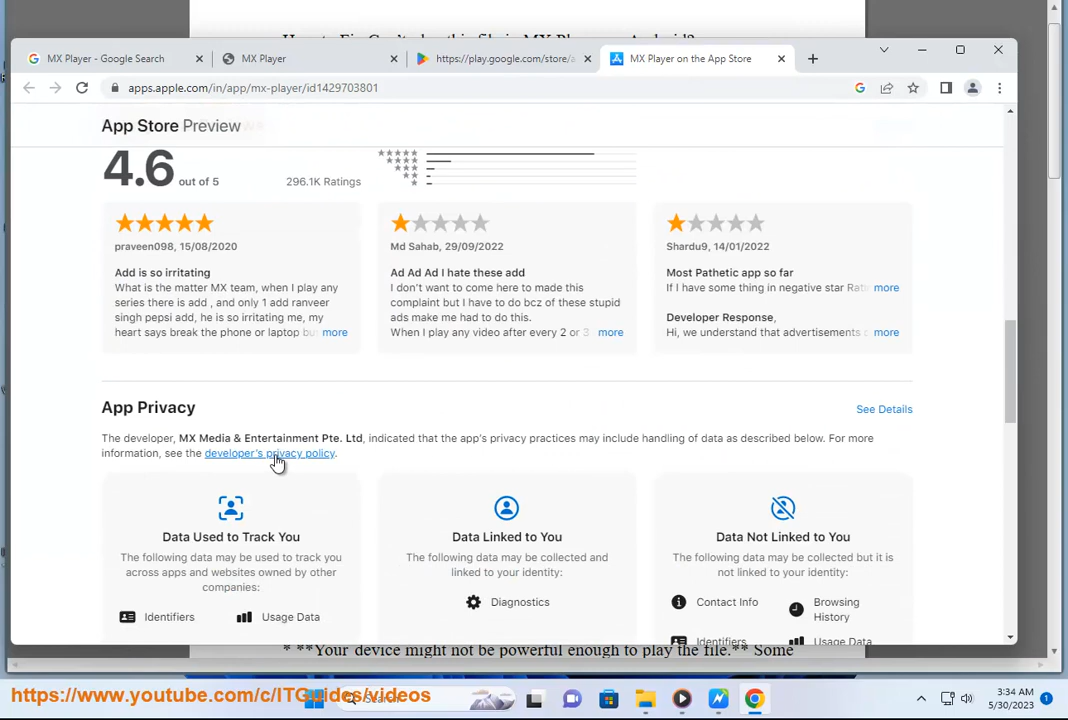 MX Player - Google Search
MX Player
https://play.google.com/store/a
MX Player on the App Store
apps.apple.com/in/app/mx-player/id1429703801
App Store Preview
4.6 out of 5
296.1K Ratings
praveen098, 15/08/2020
Add is so irritating
What is the matter MX team, when I play any
series there is add , and only 1 add ranveer
singh pepsi add, he is so irritating me, my
heart says break the phone or laptop more
Md Sahab, 29/09/2022
Ad Ad Ad I hate these add
I don't want to come here to made this
complaint but I have to do bcz of these stupid
ads make me had to do this.
When I play any video after every 2 or 3 more
Shardu9, 14/01/2022
Most Pathetic app so far
If I have some thing in negative star more
Developer Response,
Hi, we understand that advertisements more
App Privacy
See Details
The developer, MX Media & Entertainment Pte. Ltd, indicated that the app's privacy practices may include handling of data as described below. For more
information, see the developer's privacy policy.
Data Used to Track You
The following data may be used to track you
across apps and websites owned by other
companies:
Identifiers
Usage Data
Data Linked to You
The following data may be collected and
linked to your identity:
Diagnostics
Data Not Linked to You
The following data may be collected but it is
not linked to your identity:
Contact Info
Browsing
History
Identifiers
Usage Data
* **Your device might not be powerful enough to play the file.** Some
https://www.youtube.com/c/ITGuides/videos
3:34 AM
5/30/2023
1